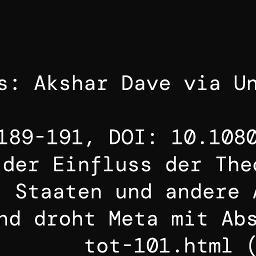 s: Akshar Dave via Un
189-191, DOI: 10.1080
der Einfluss der Theo
Staaten und andere A
nd droht Meta mit Abs
tot-101.html (